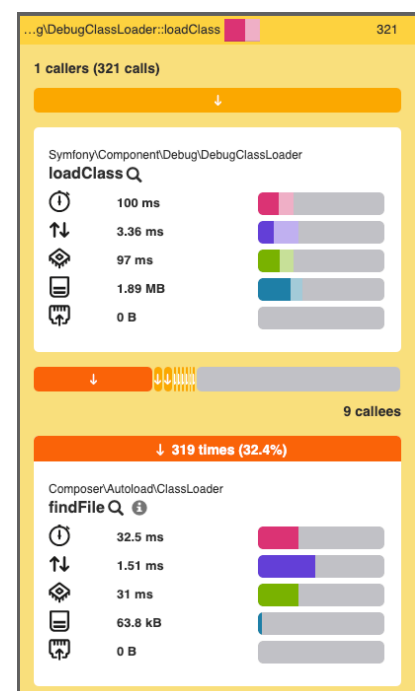 …g\DebugClassLoader::loadClass 321
1 callers (321 calls)
Symfony\Component\Debug\DebugClassLoader
loadClass
100 ms
3.36 ms
97 ms
1.89 MB
0 B
9 callees
319 times (32.4%)
Composer\Autoload\ClassLoader
findFile
32.5 ms
1.51 ms
31 ms
63.8 kB
0 B